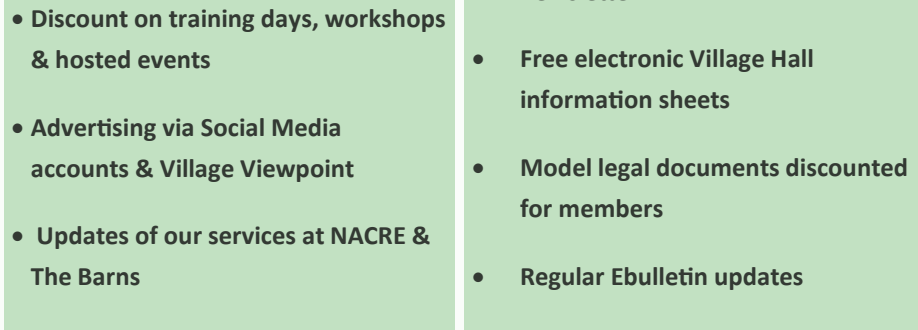 • Discount on training days, workshops
& hosted events
• Advertising via Social Media
accounts & Village Viewpoint
• Updates of our services at NACRE &
The Barns
• Free electronic Village Hall
information sheets
• Model legal documents discounted
for members
• Regular Ebulletin updates